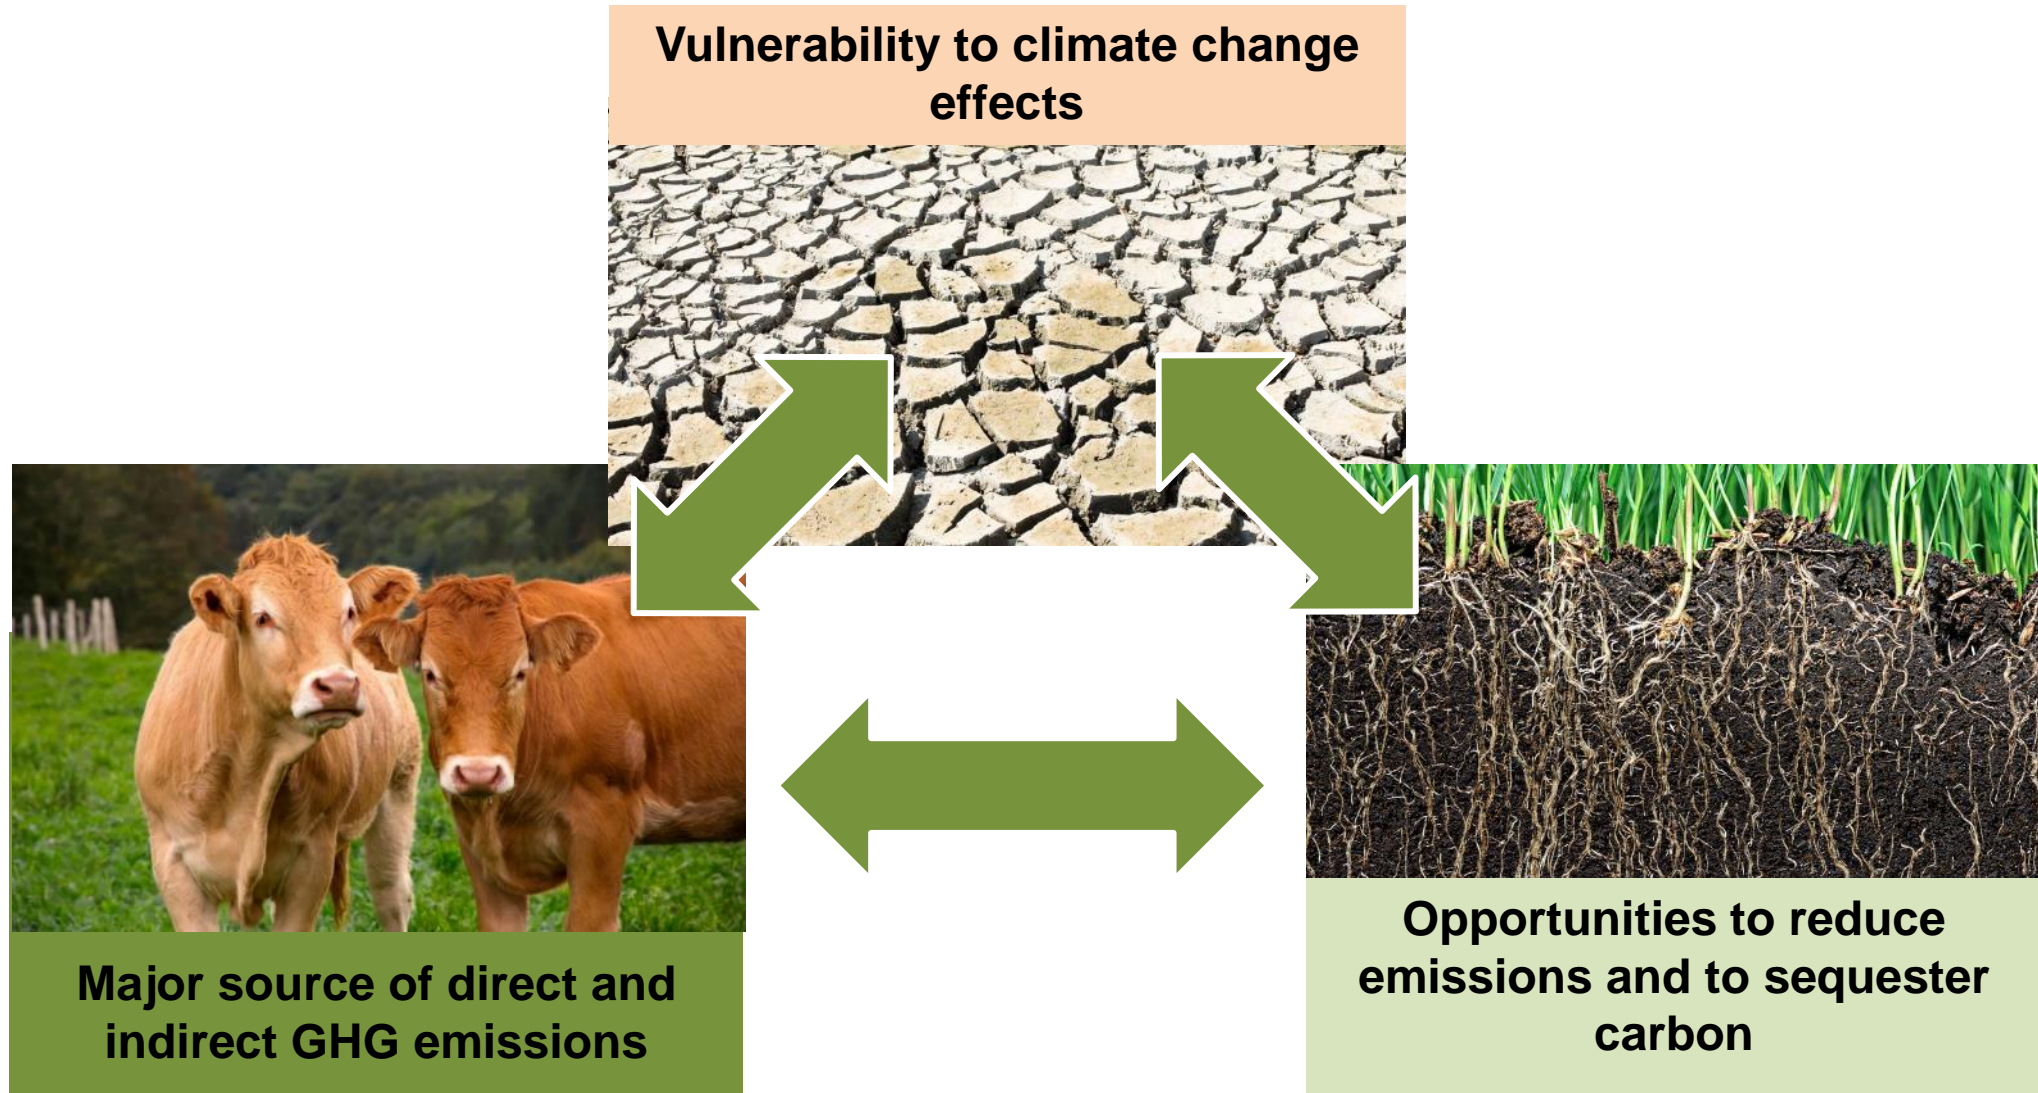 Vulnerability to climate change
effects
Major source of direct and
indirect GHG emissions
Opportunities to reduce
emissions and to sequester
carbon